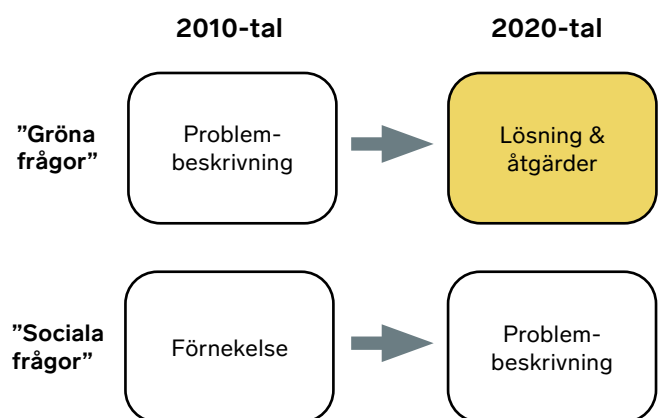 2010-tal
2020-tal
”Gröna
frågor”
Problem-
beskrivning
Lösning &
åtgärder
”Sociala
frågor”
Förnekelse
Problem-
beskrivning